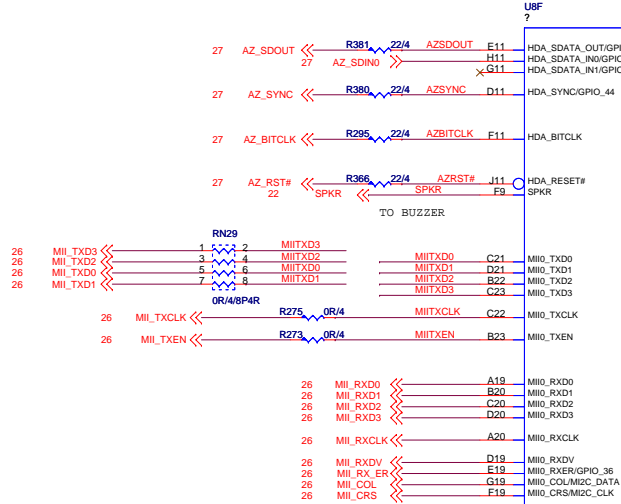 U8F
?
27 AZ_SDOUT R381 22/4 AZSDOUT E11 HDA_SDATA_OUT/GPI
27 AZ_SDIN0 H11 HDA_SDATA_IN0/GPIO
G11 HDA_SDATA_IN1/GPIO
27 AZ_SYNC R380 22/4 AZSYNC D11 HDA_SYNC/GPIO_44
27 AZ_BITCLK R295 22/4 AZBITCLK F11 HDA_BITCLK
27 AZ_RST# R366 22/4 AZRST# J11 HDA_RESET#
22 SPKR SPKR F9 SPKR
TO BUZZER
RN29
26 MII_TXD3 1 2 MIITXD3
26 MII_TXD2 3 4 MIITXD2 MIITXD0 C21 MII0_TXD0
26 MII_TXD0 5 6 MIITXD0 MIITXD1 D21 MII0_TXD1
26 MII_TXD1 7 8 MIITXD1 MIITXD2 B22 MII0_TXD2
MIITXD3 C23 MII0_TXD3
0R/4/8P4R
26 MII_TXCLK R275 0R/4 MIITXCLK C22 MII0_TXCLK
26 MII_TXEN R273 0R/4 MIITXEN B23 MII0_TXEN
26 MII_RXD0 A19 MII0_RXD0
26 MII_RXD1 B20 MII0_RXD1
26 MII_RXD2 C20 MII0_RXD2
26 MII_RXD3 D20 MII0_RXD3
26 MII_RXCLK A20 MII0_RXCLK
26 MII_RXDV D19 MII0_RXDV
26 MII_RX_ER E19 MII0_RXER/GPIO_36
26 MII_COL G19 MII0_COL/MI2C_DATA
26 MII_CRS F19 MII0_CRS/MI2C_CLK